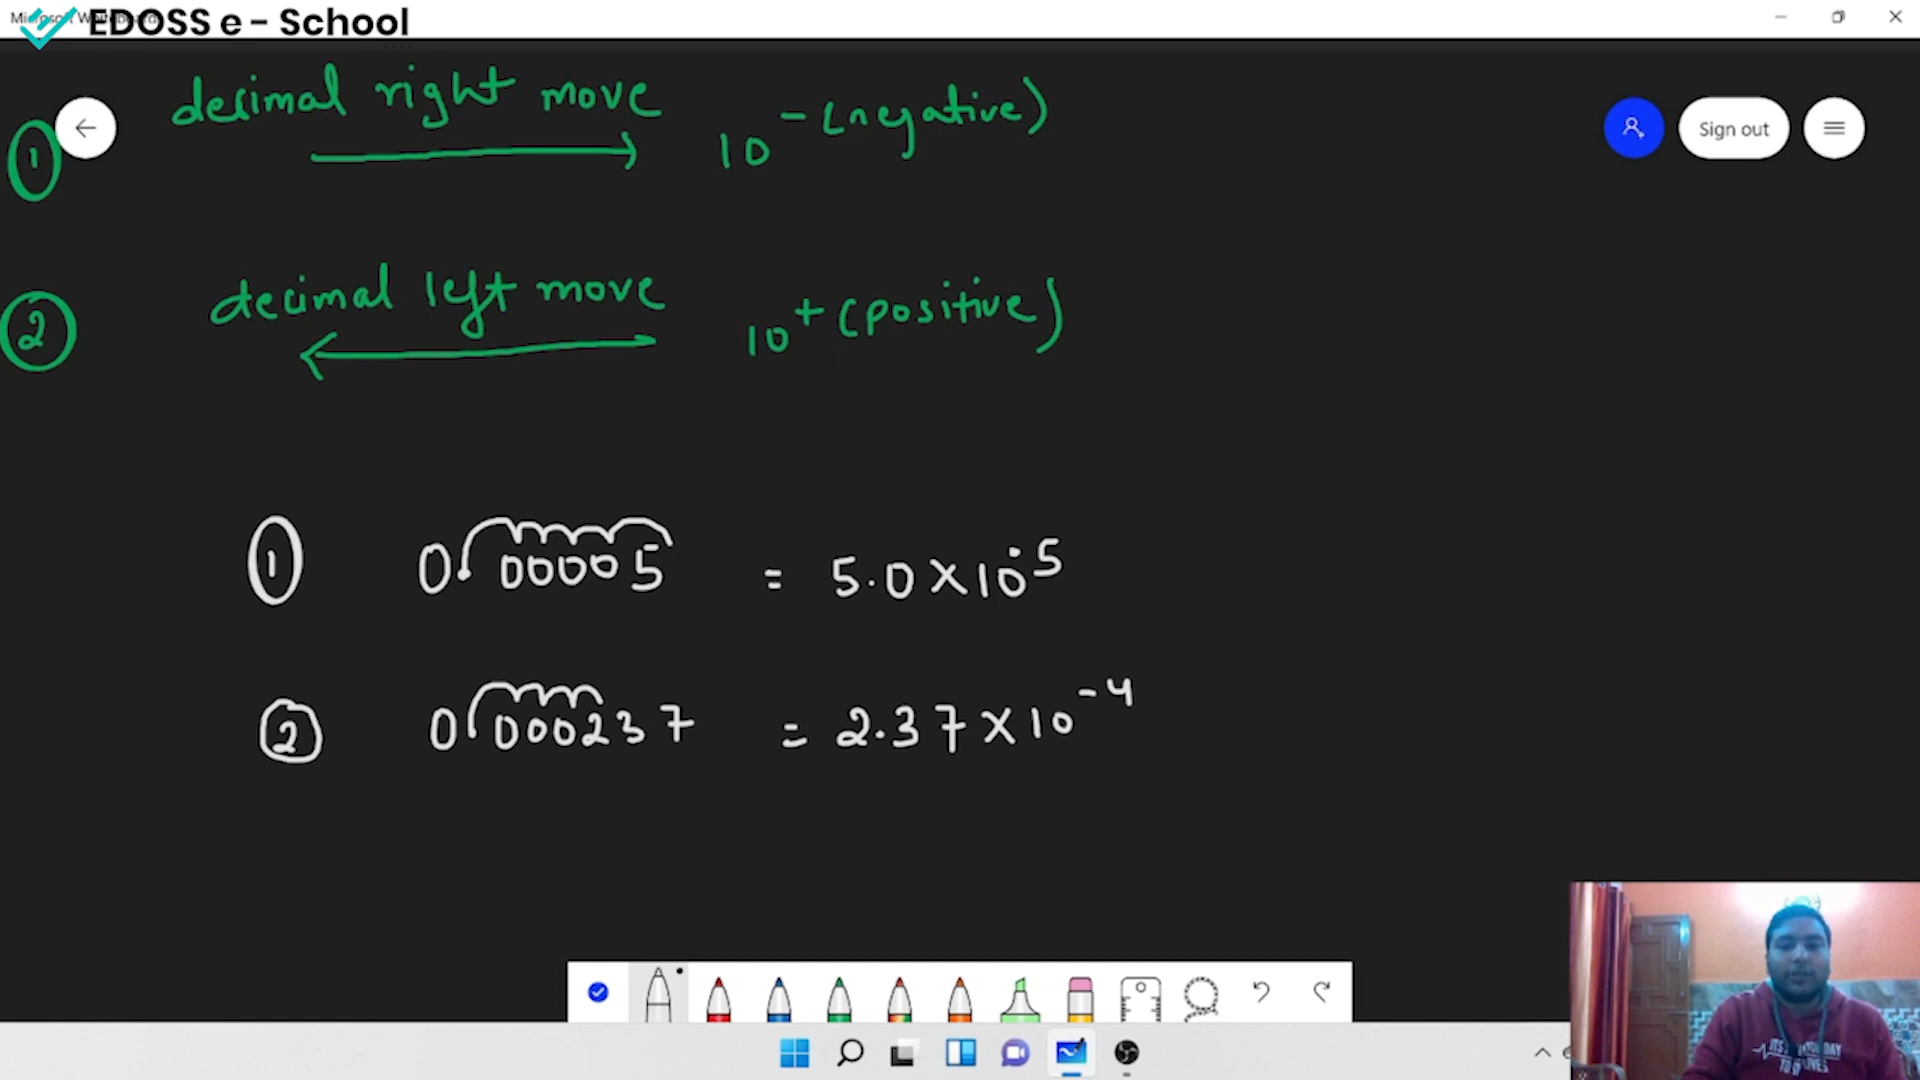 EDOSS e - School
① decimal right move 10^-(negative)
Sign out
② decimal left move 10^+(positive)
① 0.00005 = 5.0×10^-5
② 0.000237 = 2.37×10^-4